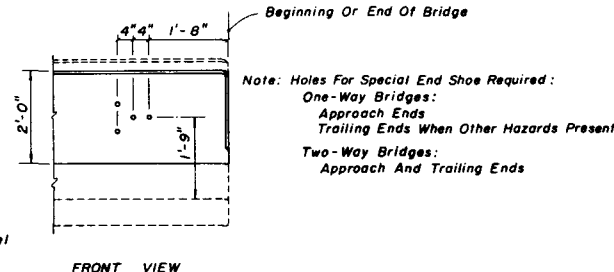 Beginning Or End Of Bridge
4" 4" 1'-8"
Note: Holes For Special End Shoe Required:
One-Way Bridges:
Approach Ends
Trailing Ends When Other Hazards Present
Two-Way Bridges:
Approach And Trailing Ends
2'-0"
1'-9"
FRONT VIEW